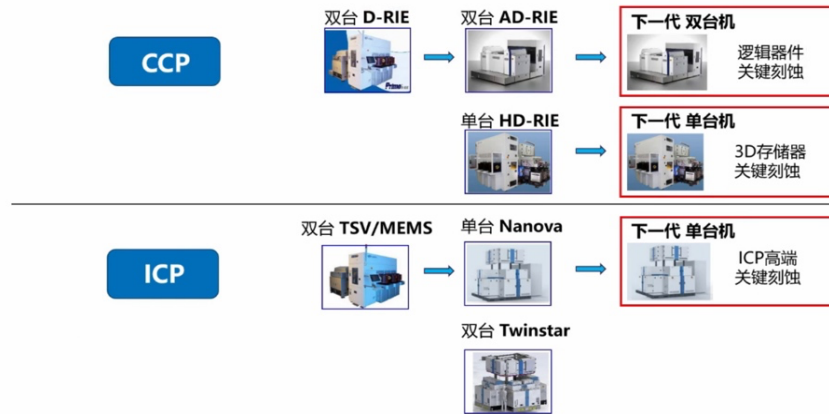 双台 D-RIE
双台 AD-RIE
下一代 双台机
CCP
逻辑器件
关键刻蚀
单台 HD-RIE
下一代 单台机
3D存储器
关键刻蚀
双台 TSV/MEMS
单台 Nanova
下一代 单台机
ICP
ICP高端
关键刻蚀
双台 Twinstar